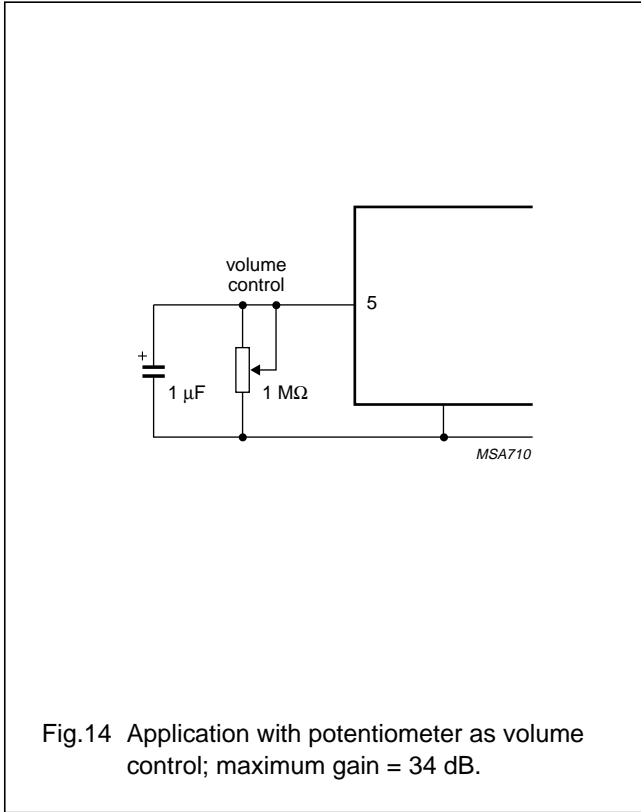 volume
control
5
+
1 μF
1 MΩ
MSA710
Fig.14 Application with potentiometer as volume
control; maximum gain = 34 dB.